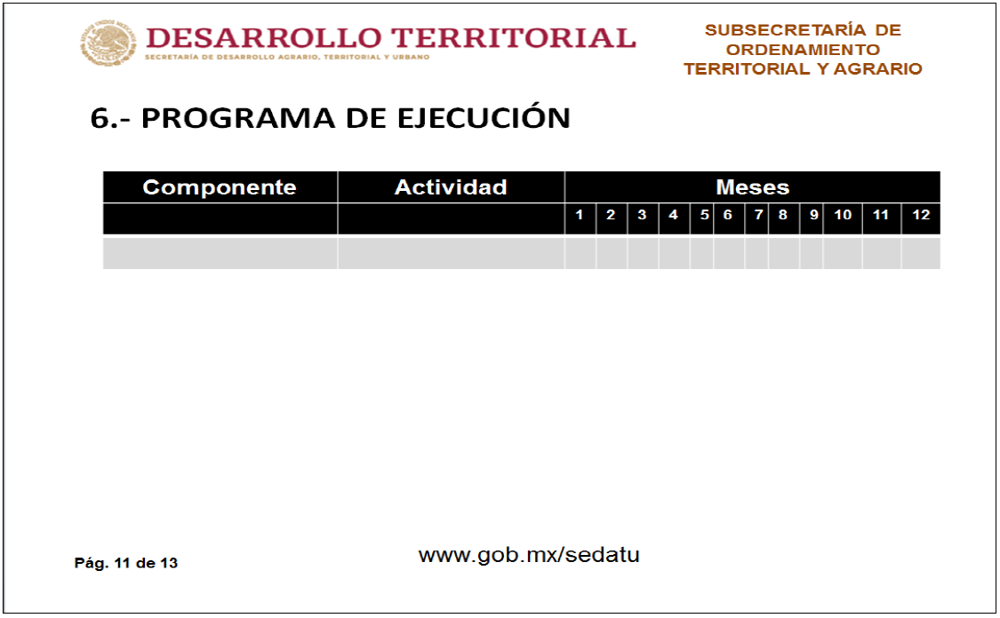 DESARROLLO TERRITORIAL
SECRETARÍA DE DESARROLLO AGRARIO, TERRITORIAL Y URBANO
SUBSECRETARÍA DE
ORDENAMIENTO
TERRITORIAL Y AGRARIO
6.- PROGRAMA DE EJECUCIÓN
Componente Actividad Meses
1 2 3 4 5 6 7 8 9 10 11 12
Pág. 11 de 13
www.gob.mx/sedatu